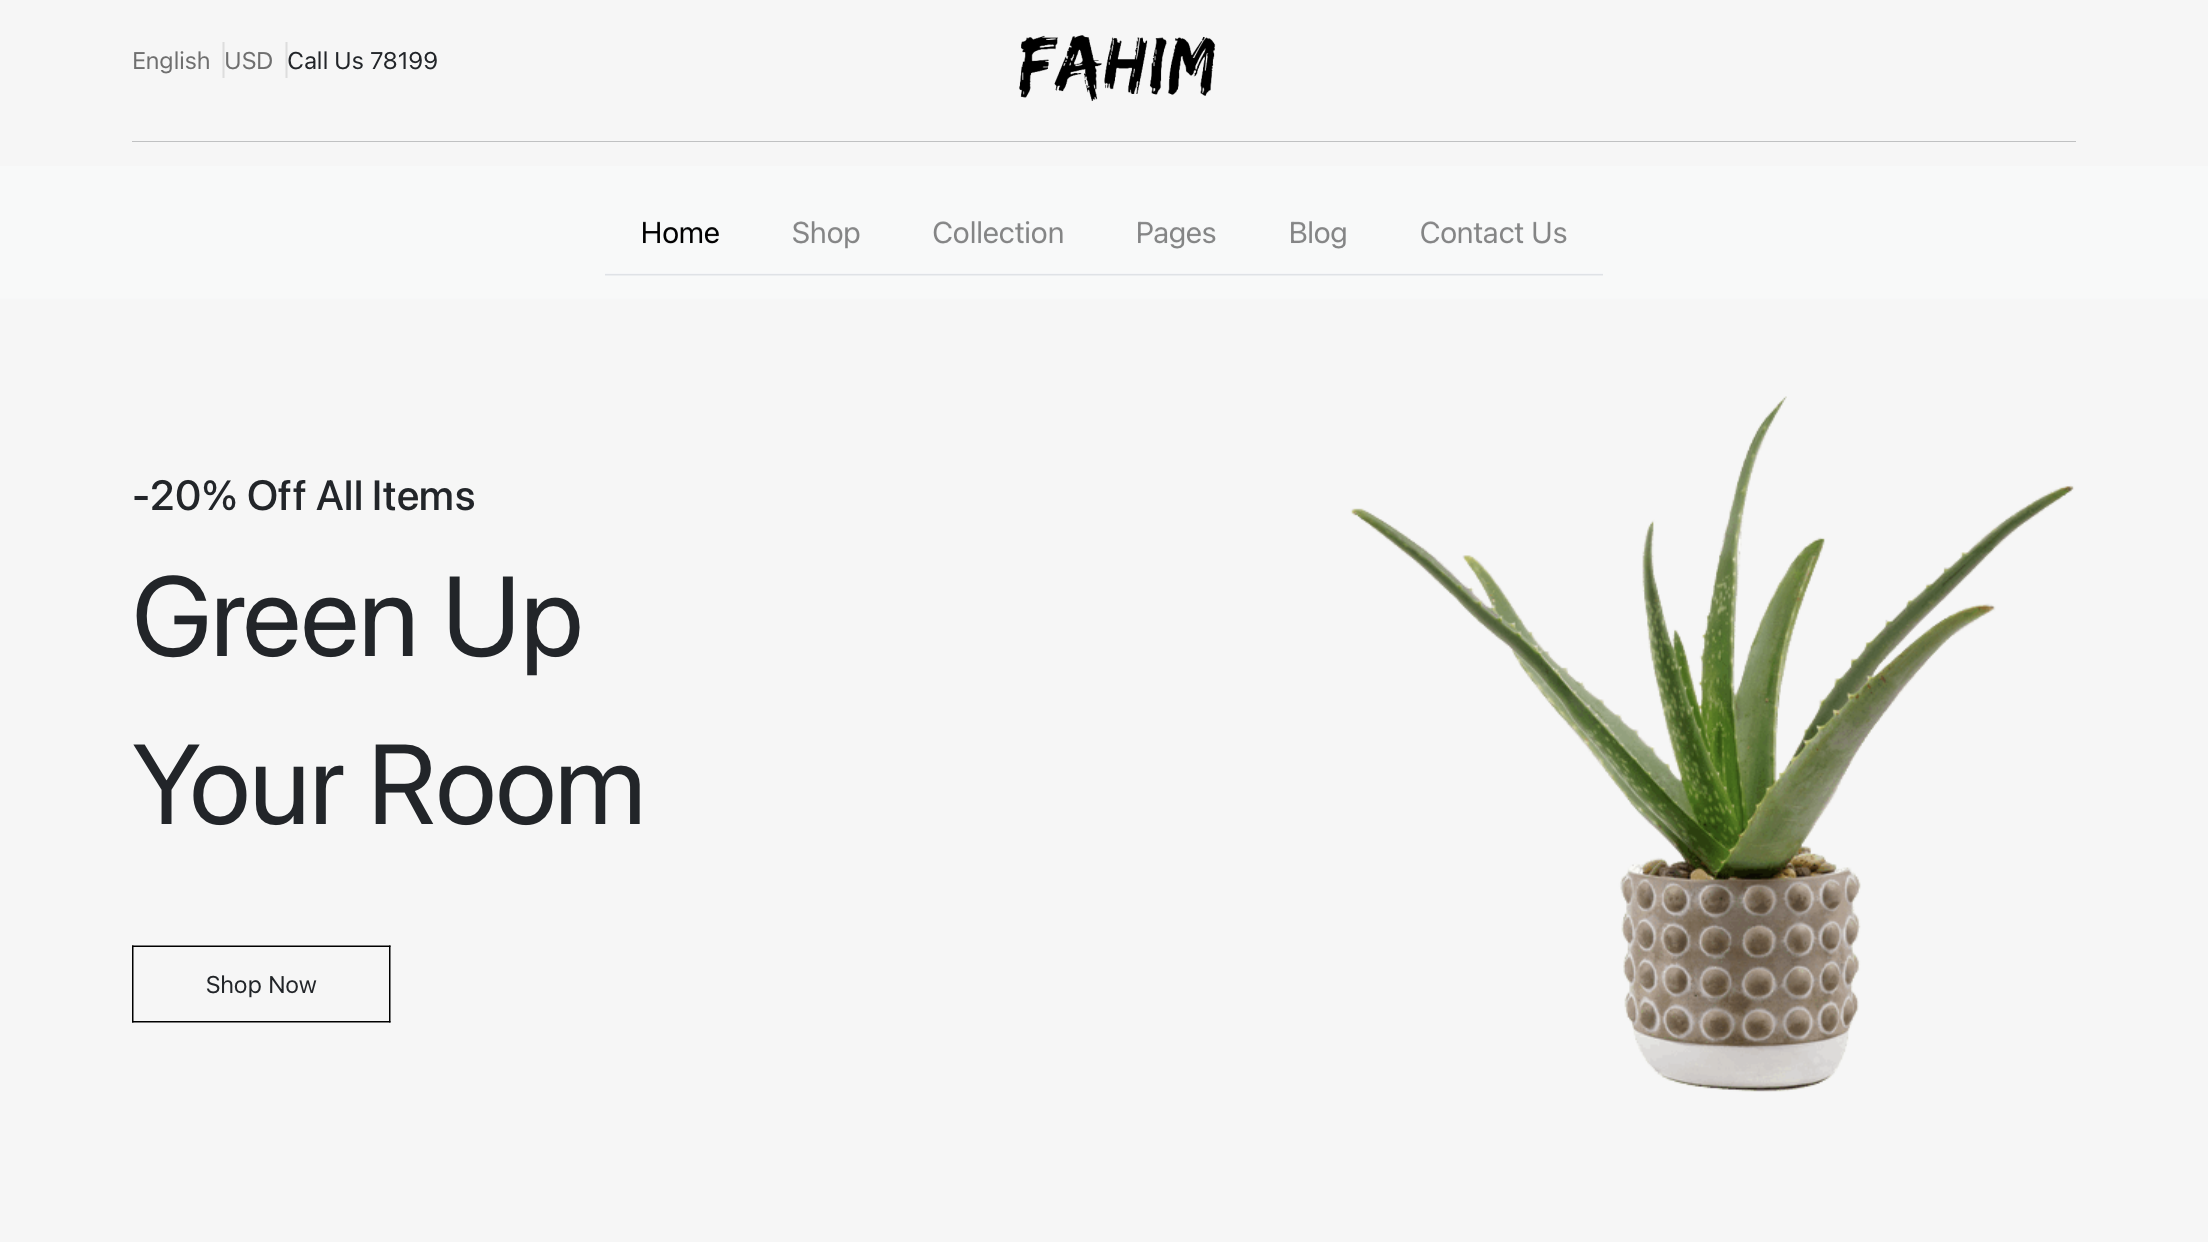 English USD Call Us 78199
FAHIM
Home Shop Collection Pages Blog Contact Us
-20% Off All Items
Green Up
Your Room
Shop Now